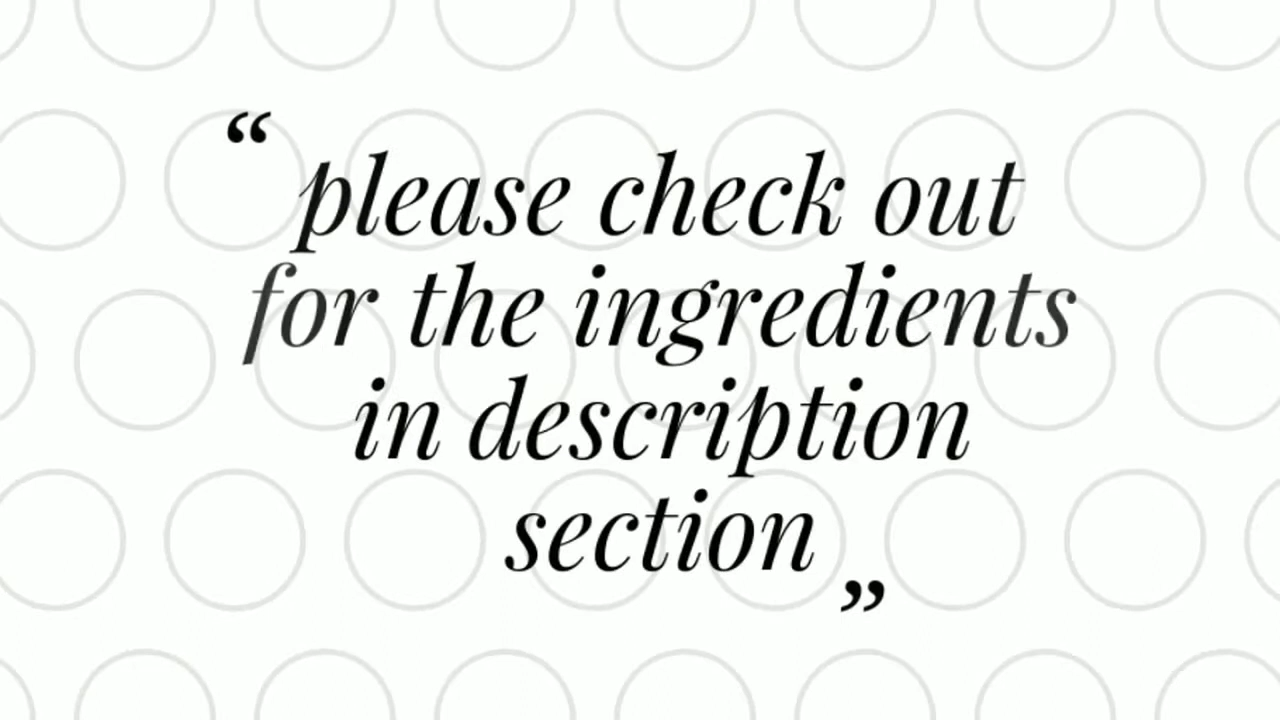 “ please check out
for the ingredients
in description
section ”